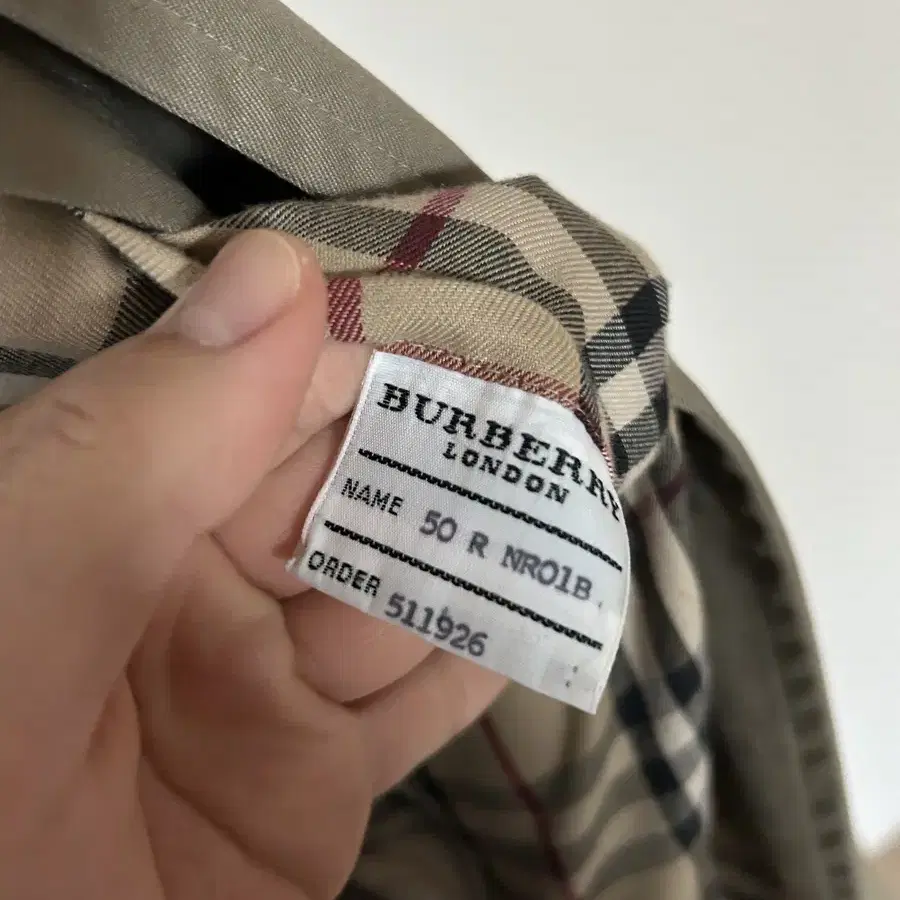 BURBERRY
LONDON
NAME 50 R NR01B.
ORDER 511926